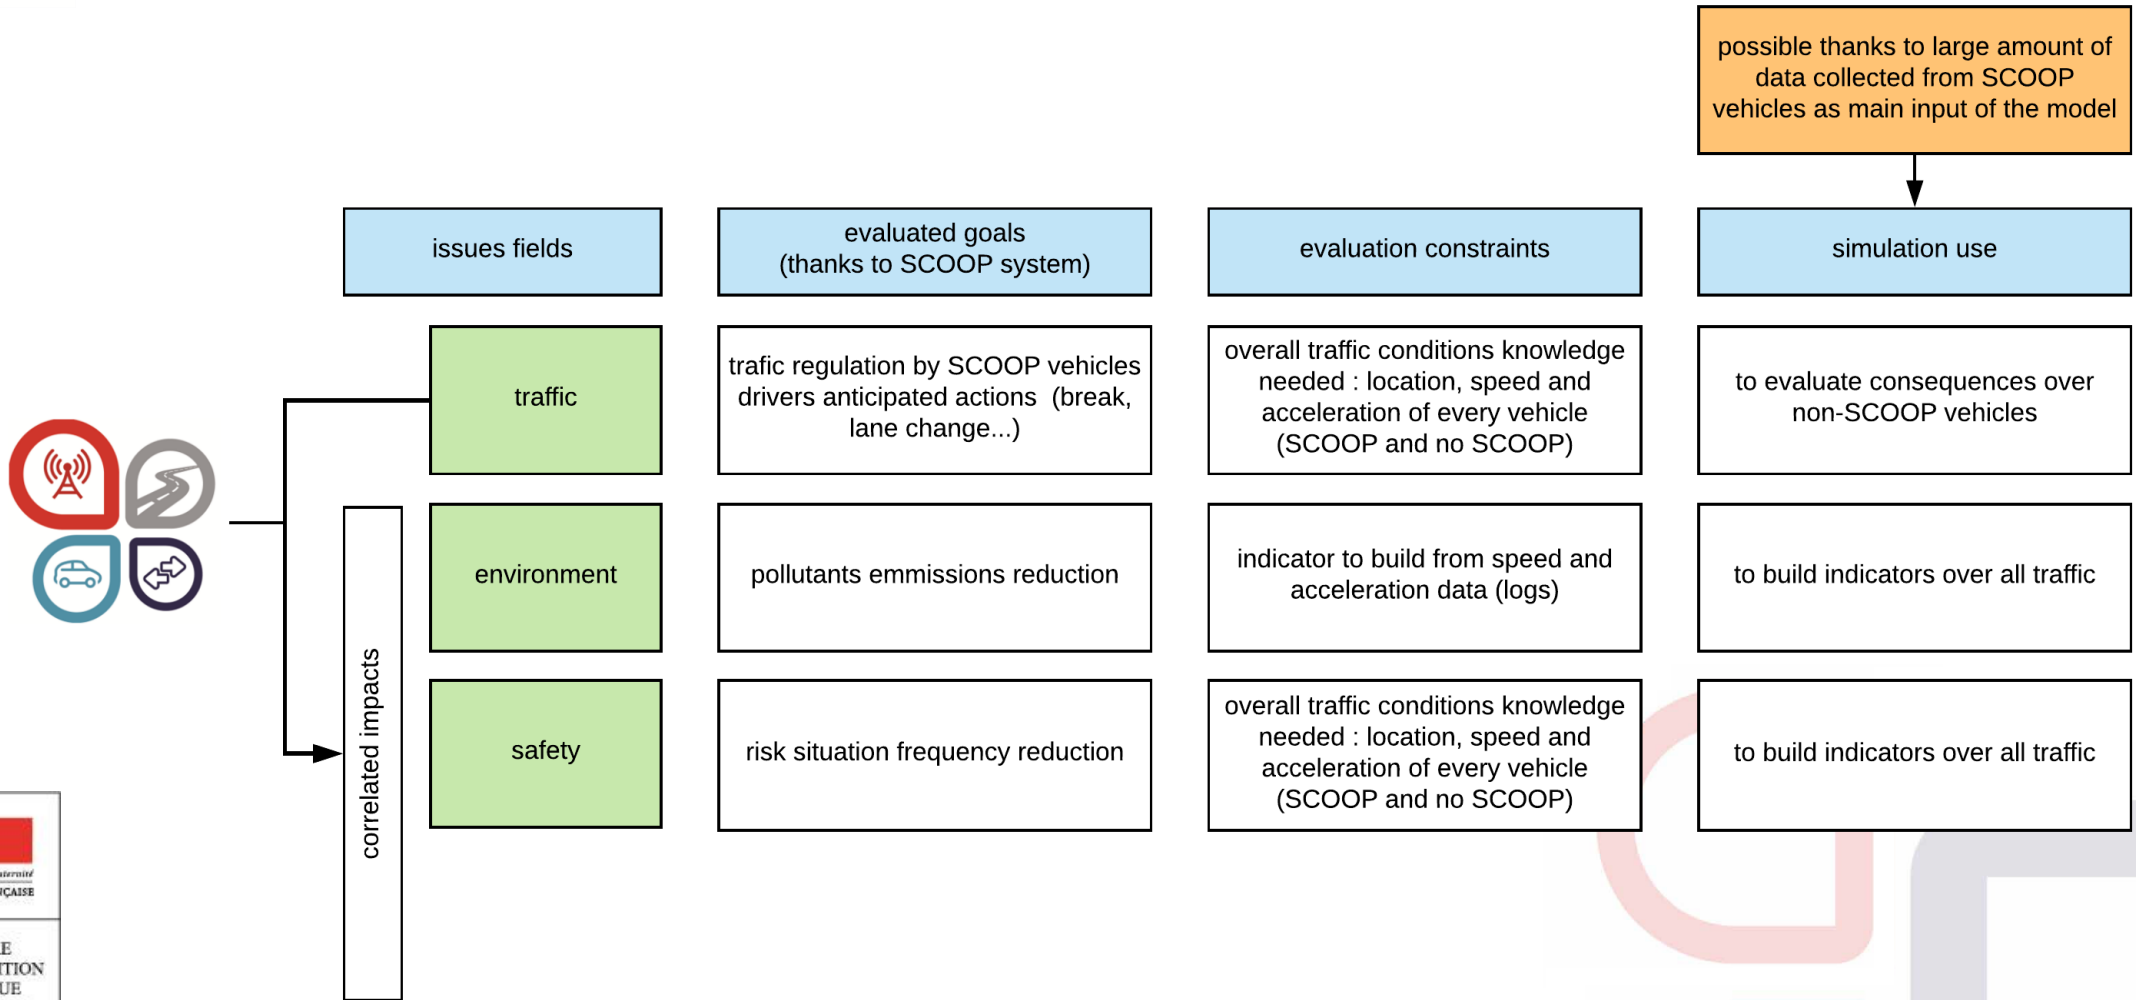 possible thanks to large amount of
data collected from SCOOP
vehicles as main input of the model
issues fields
evaluated goals
(thanks to SCOOP system)
evaluation constraints
simulation use
traffic
trafic regulation by SCOOP vehicles
drivers anticipated actions (break,
lane change...)
overall traffic conditions knowledge
needed : location, speed and
acceleration of every vehicle
(SCOOP and no SCOOP)
to evaluate consequences over
non-SCOOP vehicles
correlated impacts
environment
pollutants emmissions reduction
indicator to build from speed and
acceleration data (logs)
to build indicators over all traffic
safety
risk situation frequency reduction
overall traffic conditions knowledge
needed : location, speed and
acceleration of every vehicle
(SCOOP and no SCOOP)
to build indicators over all traffic